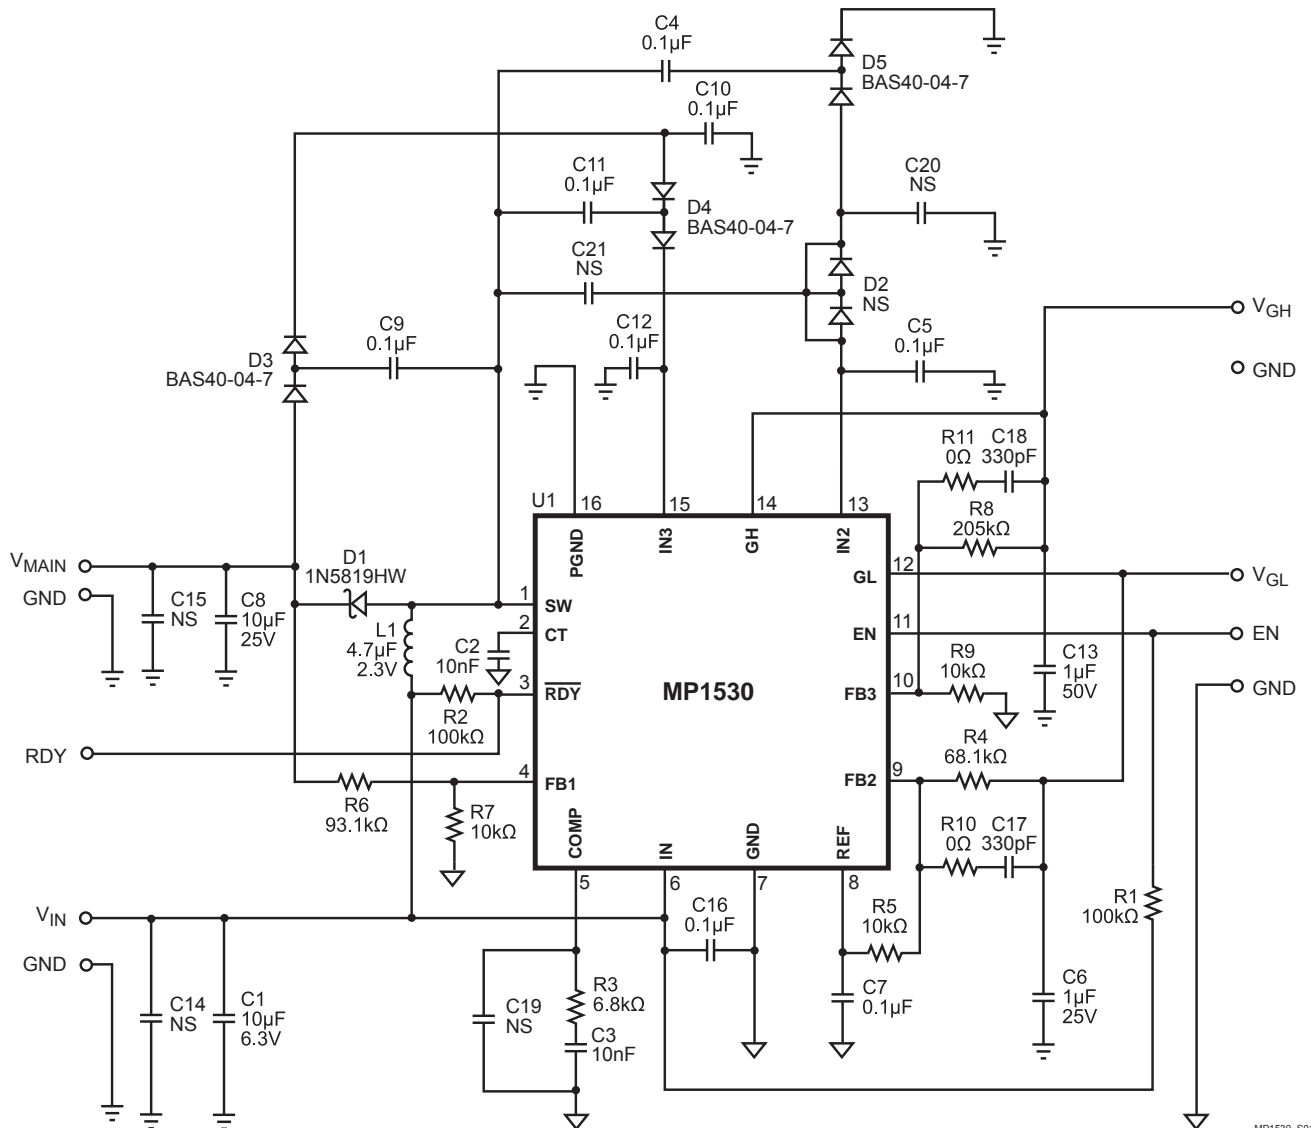 C4
0.1µF
D5
BAS40-04-7
C10
0.1µF
C11
0.1µF
C20
NS
D4
BAS40-04-7
C21
NS
D2
NS
C9
0.1µF
C12
0.1µF
C5
0.1µF
VGH
GND
D3
BAS40-04-7
R11
0Ω
C18
330pF
R8
205kΩ
U1
16
15
14
13
PGND
IN3
GH
IN2
VMAIN
GND
D1
1N5819HW
C15
NS
C8
10µF
25V
L1
4.7µF
2.3V
C2
10nF
1
SW
2
CT
3
RDY
4
FB1
MP1530
12
GL
11
EN
10
FB3
9
FB2
VGL
EN
GND
R9
10kΩ
C13
1µF
50V
R2
100kΩ
RDY
R6
93.1kΩ
R7
10kΩ
R4
68.1kΩ
R10
0Ω
C17
330pF
COMP
IN
GND
REF
5
6
7
8
R1
100kΩ
VIN
GND
C14
NS
C1
10µF
6.3V
C16
0.1µF
R5
10kΩ
C19
NS
R3
6.8kΩ
C3
10nF
C7
0.1µF
C6
1µF
25V